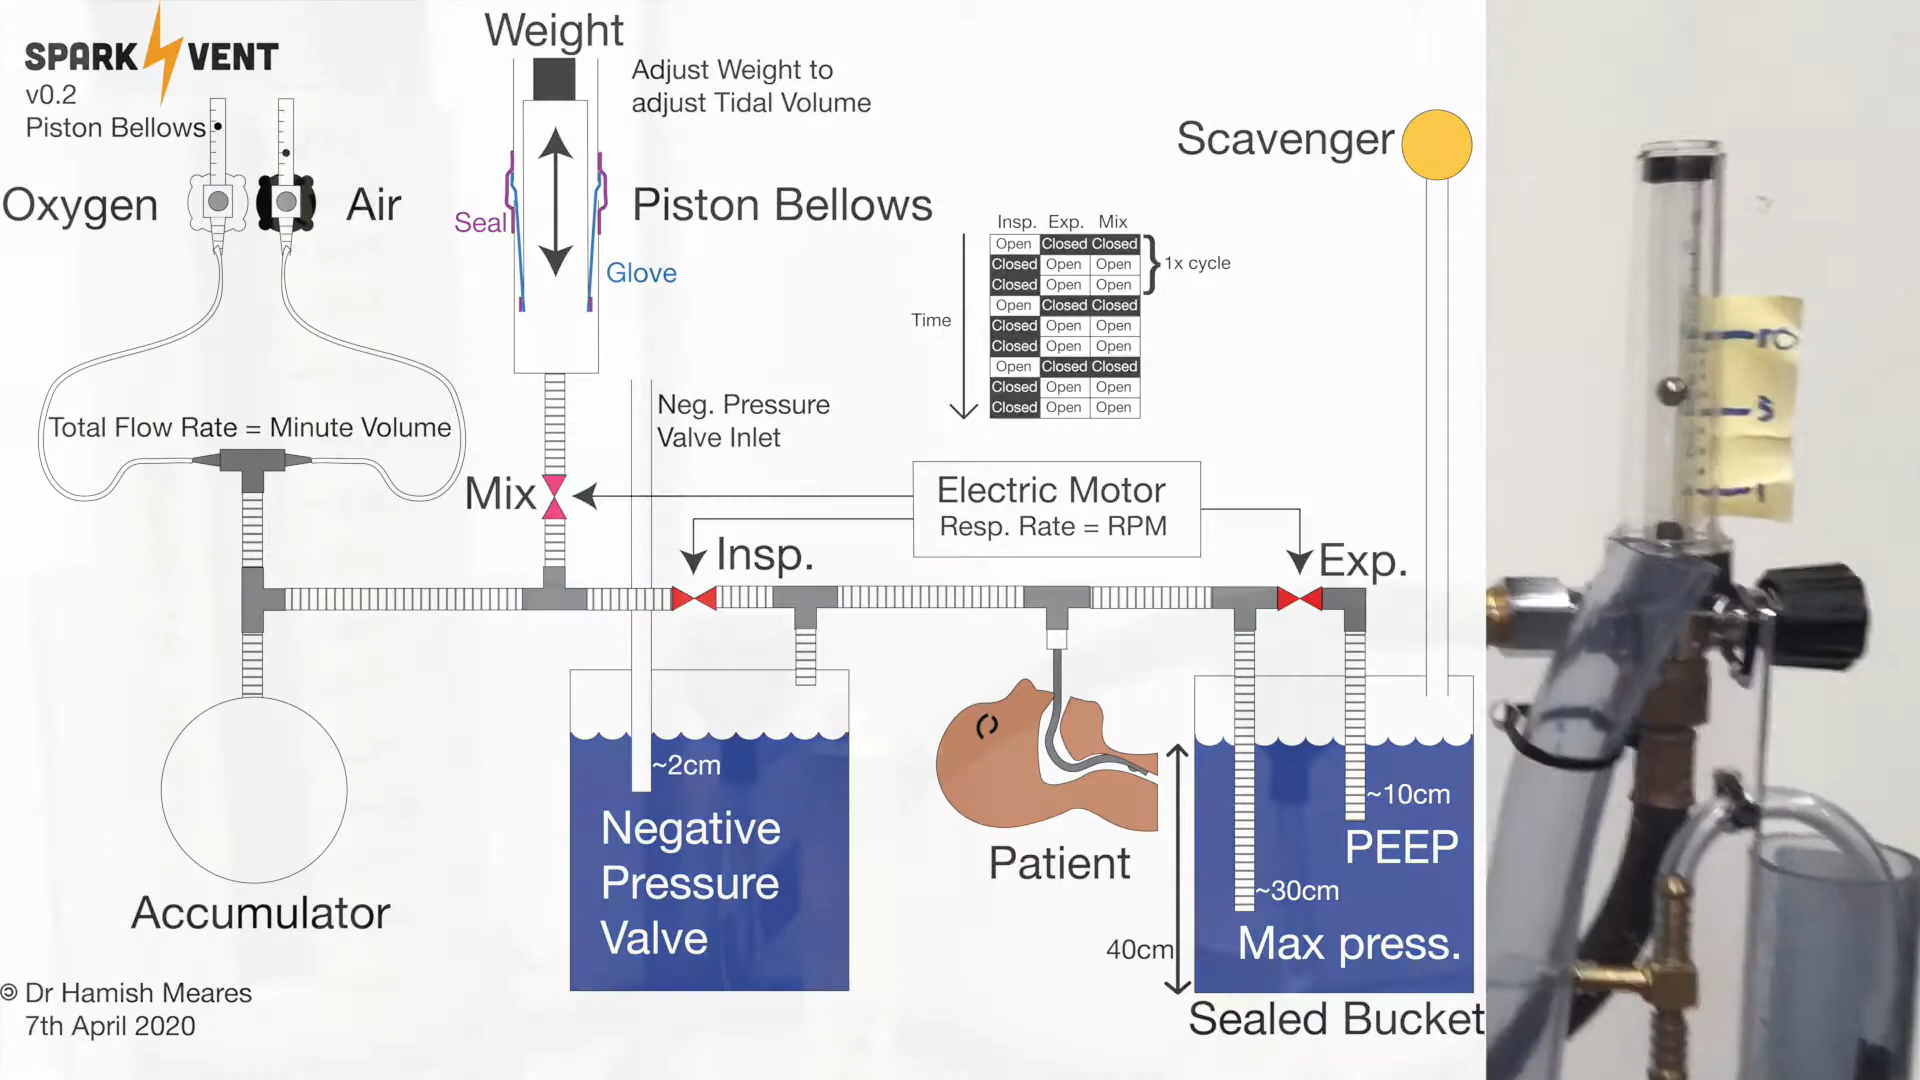 SPARK VENT
v0.2
Piston Bellows
Oxygen
Air
Total Flow Rate = Minute Volume
Accumulator
Weight
Adjust Weight to
adjust Tidal Volume
Piston Bellows
Seal
Glove
Neg. Pressure
Valve Inlet
Mix
Insp. Exp. Mix
Open Closed Closed
Closed Open Open
Closed Open Open
Open Closed Closed
Closed Open Open
Closed Open Open
Open Closed Closed
Closed Open Open
Closed Open Open
1x cycle
Time
Electric Motor
Resp. Rate = RPM
Insp.
Exp.
Scavenger
~2cm
Negative
Pressure
Valve
Patient
~10cm
PEEP
~30cm
Max press.
40cm
Sealed Bucket
Dr Hamish Meares
7th April 2020
10
5
1